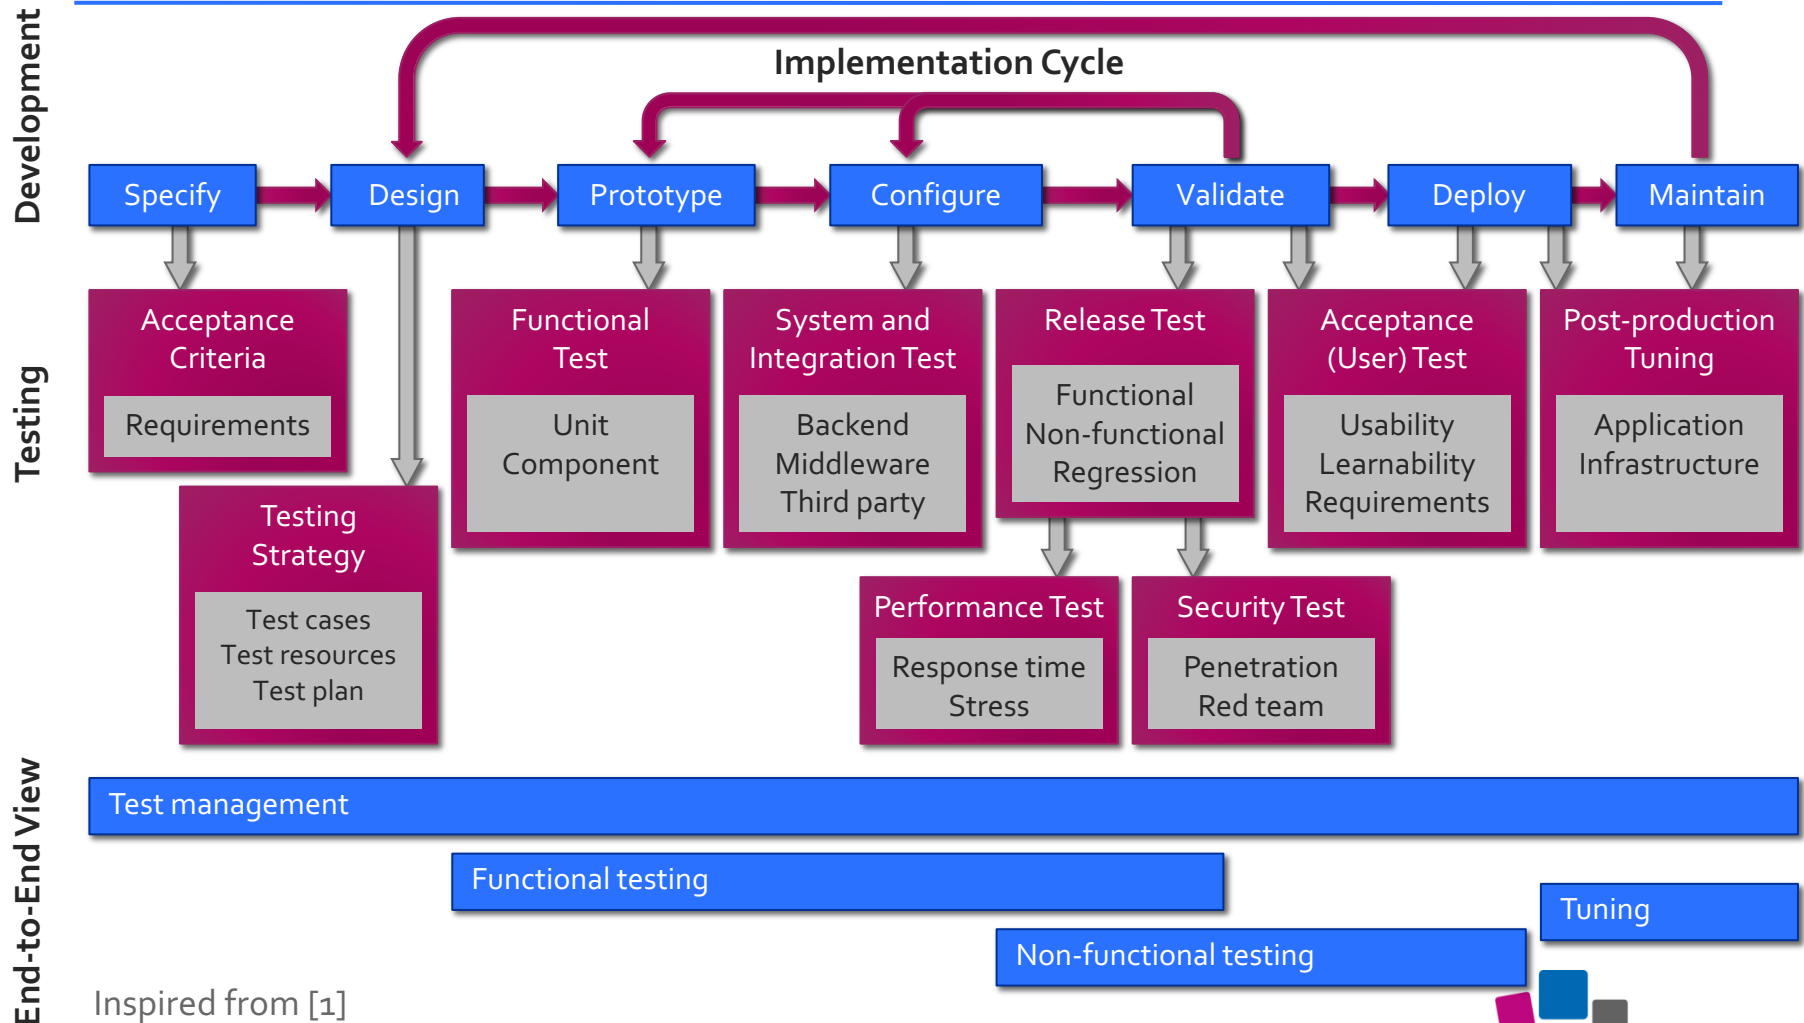 Development
Implementation Cycle
Specify
Design
Prototype
Configure
Validate
Deploy
Maintain
Testing
Acceptance
Criteria
Requirements
Testing
Strategy
Test cases
Test resources
Test plan
Functional
Test
Unit
Component
System and
Integration Test
Backend
Middleware
Third party
Release Test
Functional
Non-functional
Regression
Performance Test
Response time
Stress
Security Test
Penetration
Red team
Acceptance
(User) Test
Usability
Learnability
Requirements
Post-production
Tuning
Application
Infrastructure
End-to-End View
Test management
Functional testing
Tuning
Non-functional testing
Inspired from [1]